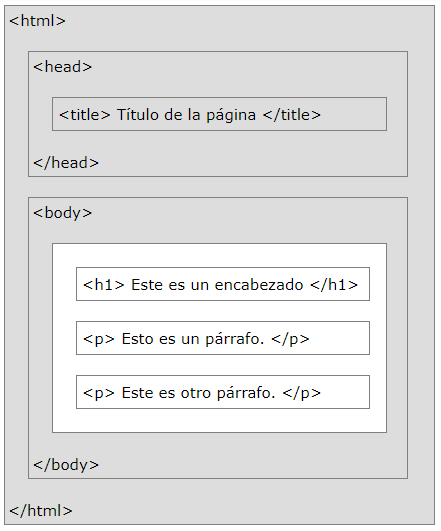 <html>
<head>
<title> Título de la página </title>
</head>
<body>
<h1> Este es un encabezado </h1>
<p> Esto es un párrafo. </p>
<p> Este es otro párrafo. </p>
</body>
</html>